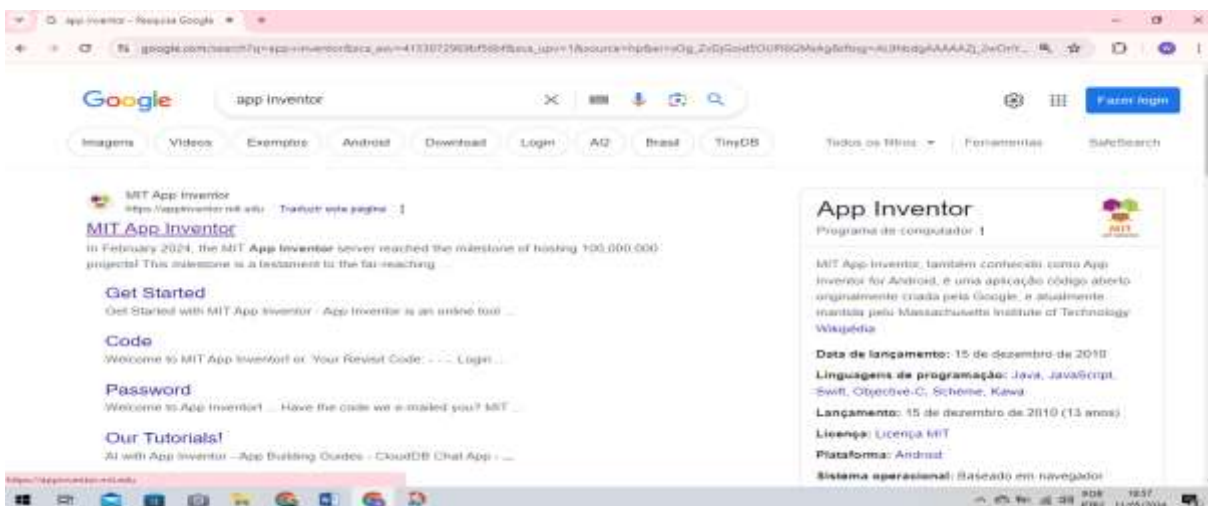 app inventor - Pesquisa Google
Google
app inventor
Fazer login
Imagens
Vídeos
Exemplos
Android
Download
Login
AI2
Brasil
TinyDB
Todos os filtros
Ferramentas
SafeSearch
MIT App Inventor
https://appinventor.mit.edu Traduzir esta página
MIT App Inventor
In February 2024, the MIT App Inventor server reached the milestone of hosting 100,000,000
projects! This milestone is a testament to the far-reaching ...
Get Started
Get Started with MIT App Inventor · App Inventor is an online tool ...
Code
Welcome to MIT App Inventor! or. Your Revisit Code: - - - Login ...
Password
Welcome to App Inventor! ... Have the code we e-mailed you? MIT ...
Our Tutorials!
AI with App Inventor · App Building Guides · CloudDB Chat App · ...
App Inventor
Programa de computador
MIT
MIT App Inventor, também conhecido como App
Inventor for Android, é uma aplicação código aberto
originalmente criada pela Google, e atualmente
mantida pelo Massachusetts Institute of Technology.
Wikipédia
Data de lançamento: 15 de dezembro de 2010
Linguagens de programação: Java, JavaScript,
Swift, Objective-C, Scheme, Kawa
Lançamento: 15 de dezembro de 2010 (13 anos)
Licença: Licença MIT
Plataforma: Android
Sistema operacional: Baseado em navegador
https://appinventor.mit.edu
POR